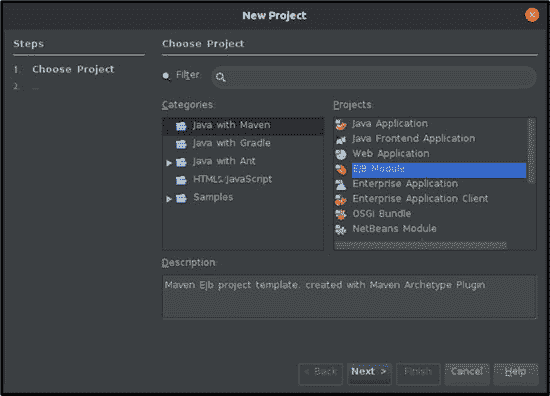 New Project
Steps
1. Choose Project
2. ...
Choose Project
Filter:
Categories:
Java with Maven
Java with Gradle
Java with Ant
HTML5/JavaScript
Samples
Projects:
Java Application
Java Frontend Application
Web Application
EJB Module
Enterprise Application
Enterprise Application Client
OSGi Bundle
NetBeans Module
Description:
Maven Ejb project template. created with Maven Archetype Plugin
< Back
Next >
Finish
Cancel
Help